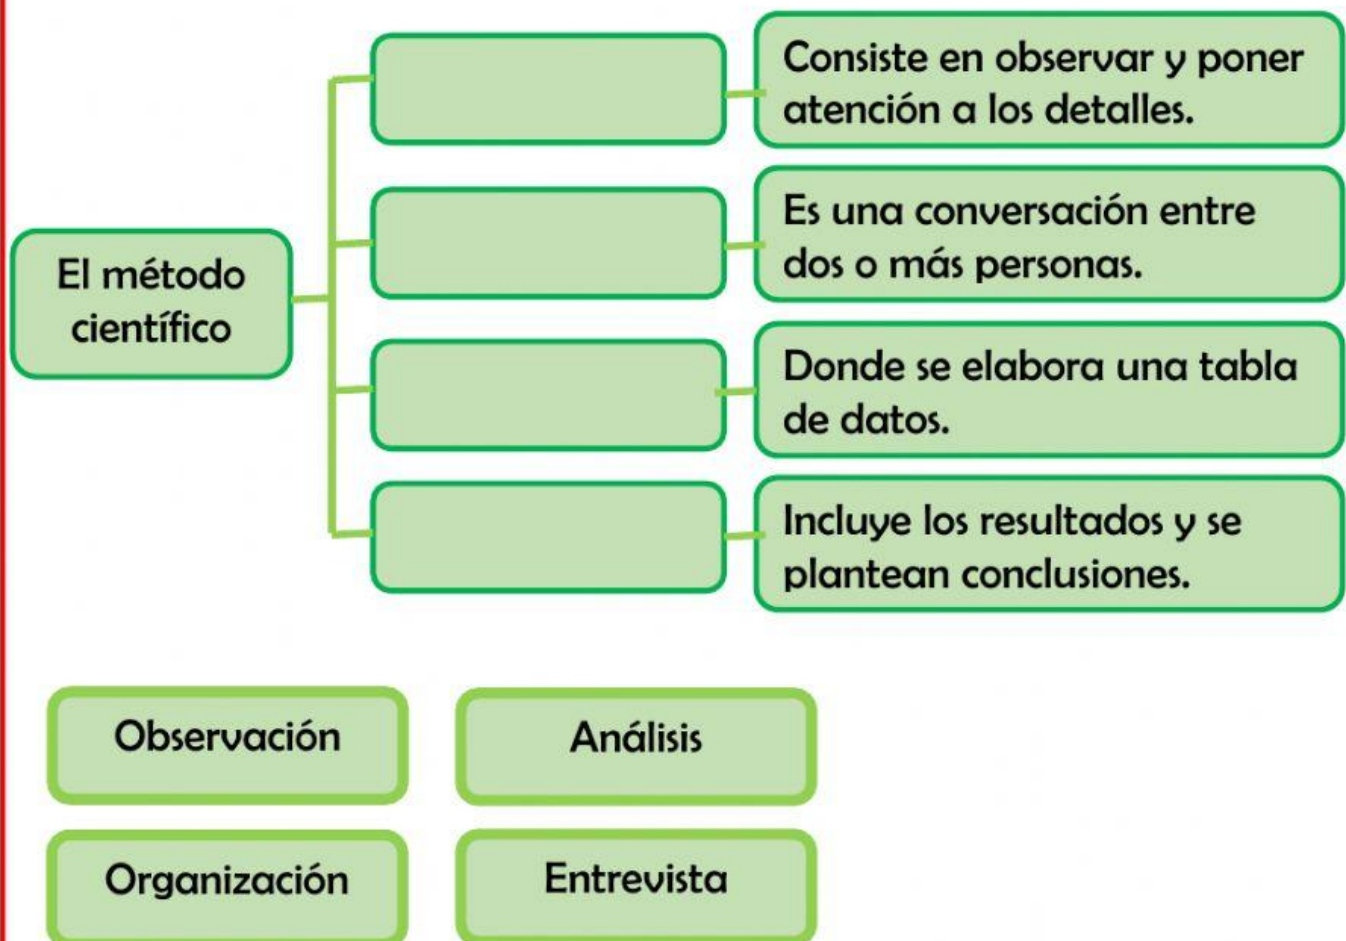 Consiste en observar y poner
atención a los detalles.
Es una conversación entre
dos o más personas.
El método
científico
Donde se elabora una tabla
de datos.
Incluye los resultados y se
plantean conclusiones.
Observación
Análisis
Organización
Entrevista